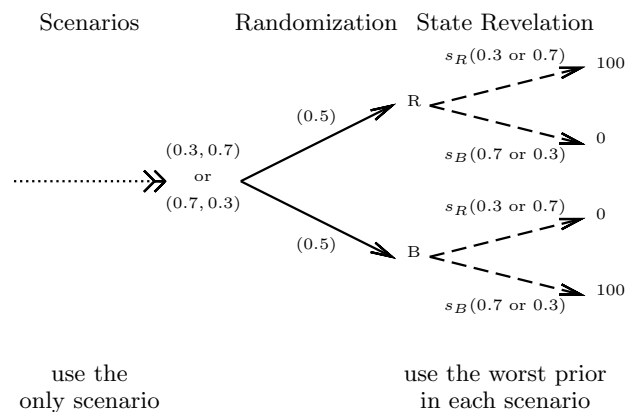 Scenarios Randomization State Revelation
s_R(0.3 or 0.7) 100
(0.5) R
(0.3, 0.7) s_B(0.7 or 0.3) 0
or
(0.7, 0.3) s_R(0.3 or 0.7) 0
(0.5) B
s_B(0.7 or 0.3) 100
use the use the worst prior
only scenario in each scenario